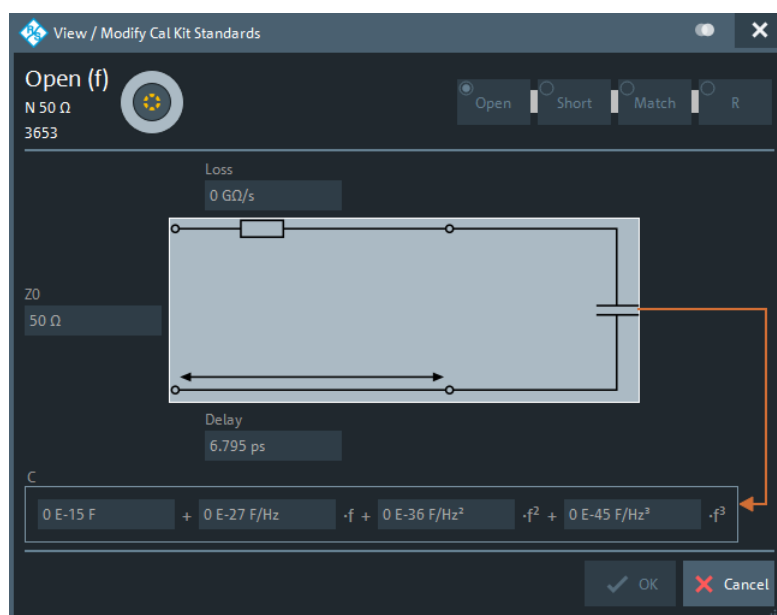 View / Modify Cal Kit Standards
Open (f)
N 50 Ω
3653
Open Short Match R
Loss
0 GΩ/s
Z0
50 Ω
Delay
6.795 ps
C
0 E-15 F + 0 E-27 F/Hz ·f + 0 E-36 F/Hz² ·f² + 0 E-45 F/Hz³ ·f³
OK Cancel